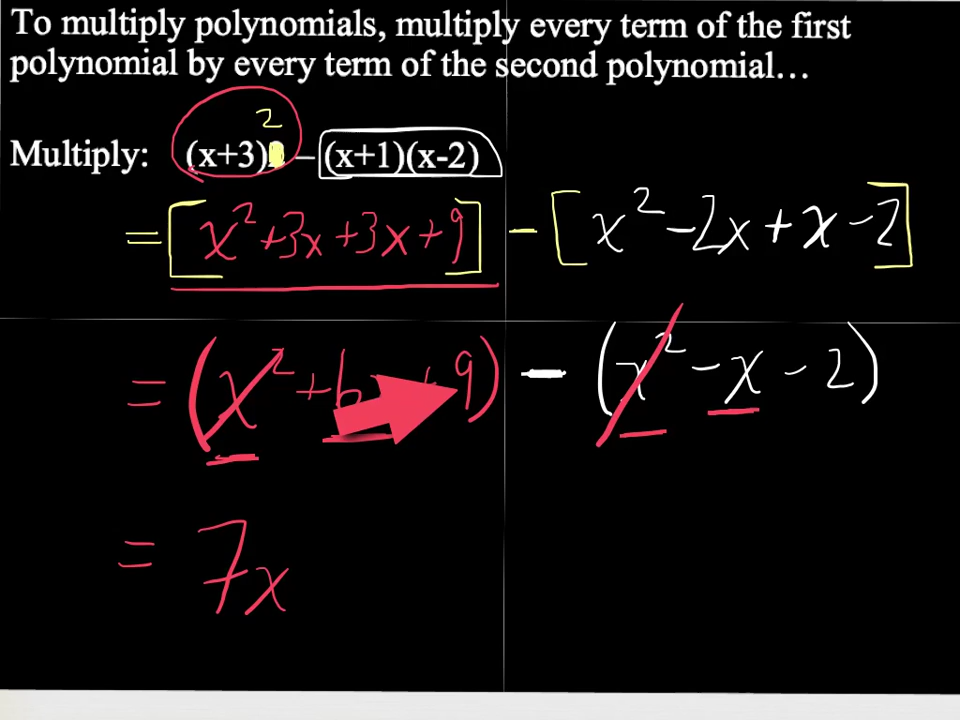 To multiply polynomials, multiply every term of the first
polynomial by every term of the second polynomial…
Multiply: (x+3)² – (x+1)(x-2)
= [x² +3x +3x + 9] - [x² -2x + x -2]
= (x² +6 + 9) - (x² - x - 2)
= 7x